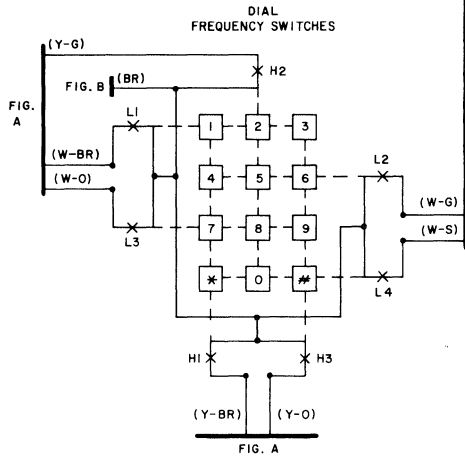 DIAL
FREQUENCY SWITCHES
(Y-G)
H2
FIG. B
(BR)
FIG.
A
L1
1 2 3
(W-BR)
L2
4 5 6
(W-O)
(W-G)
L3
7 8 9
(W-S)
* 0 #
L4
H1
H3
(Y-BR)
(Y-O)
FIG. A